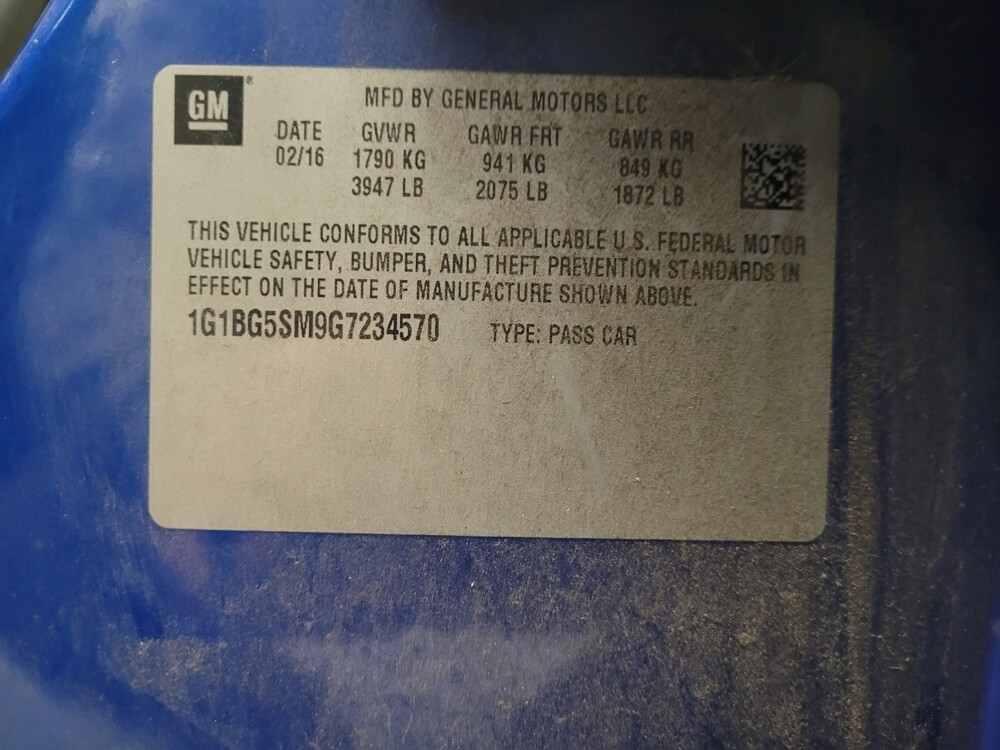 GM®
MFD BY GENERAL MOTORS LLC
DATE GVWR GAWR FRT GAWR RR
02/16 1790 KG 941 KG 849 KG
3947 LB 2075 LB 1872 LB
THIS VEHICLE CONFORMS TO ALL APPLICABLE U.S. FEDERAL MOTOR
VEHICLE SAFETY, BUMPER, AND THEFT PREVENTION STANDARDS IN
EFFECT ON THE DATE OF MANUFACTURE SHOWN ABOVE.
1G1BG5SM9G7234570 TYPE: PASS CAR